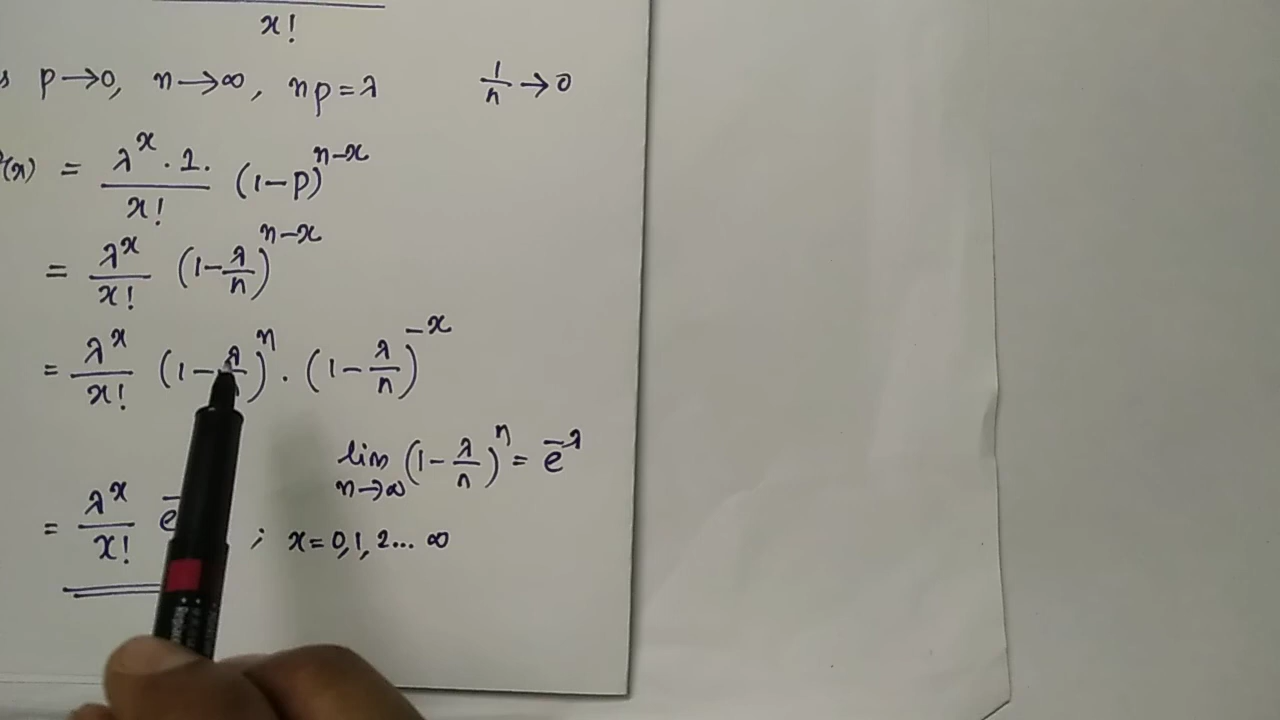 x!
p→0, n→∞, np=λ 1/n→0
(x) = λ^x · 1. / x! (1-p)^{n-x}
= λ^x / x! (1-λ/n)^{n-x}
= λ^x / x! (1-λ/n)^n . (1-λ/n)^{-x}
lim n→∞ (1-λ/n)^n = e^{-λ}
= λ^x / x! e^- ; x=0,1,2... ∞